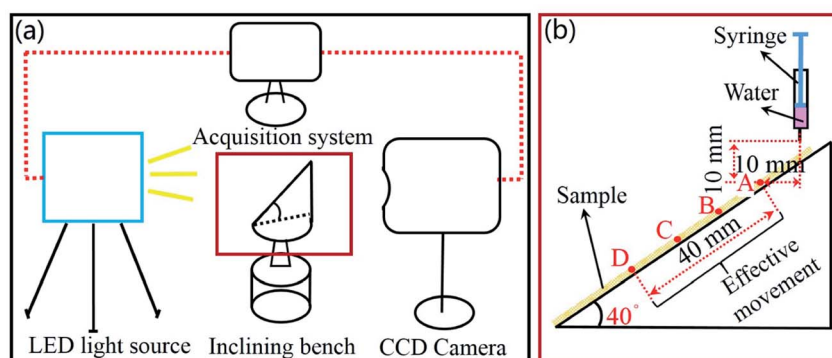 (a)
Acquisition system
LED light source
Inclining bench
CCD Camera
(b)
Syringe
Water
10 mm
10 mm
A
Sample
B
C
40 mm
D
Effective
movement
40°